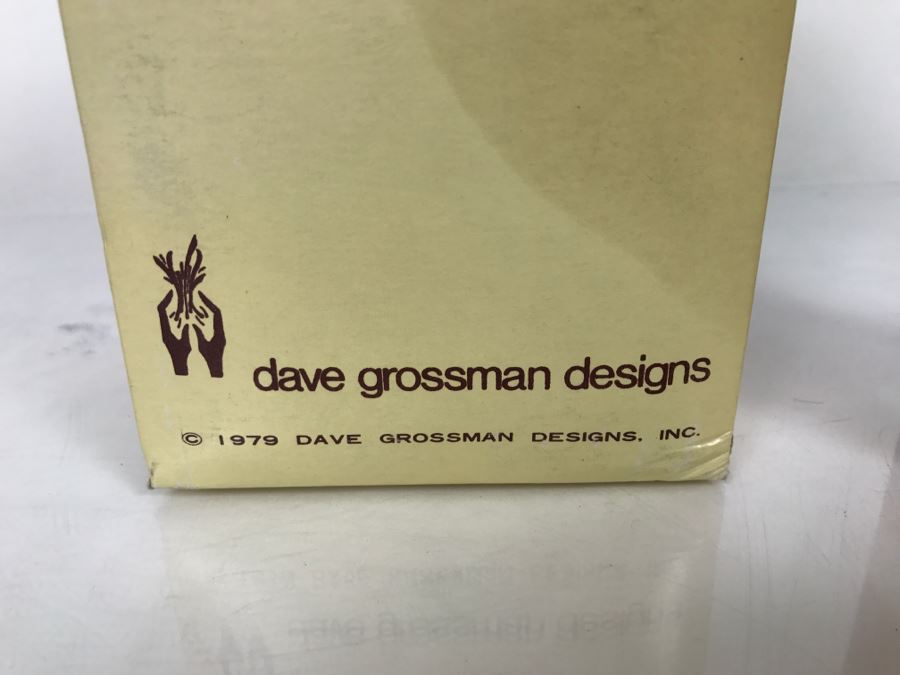 dave grossman designs
© 1979 DAVE GROSSMAN DESIGNS, INC.